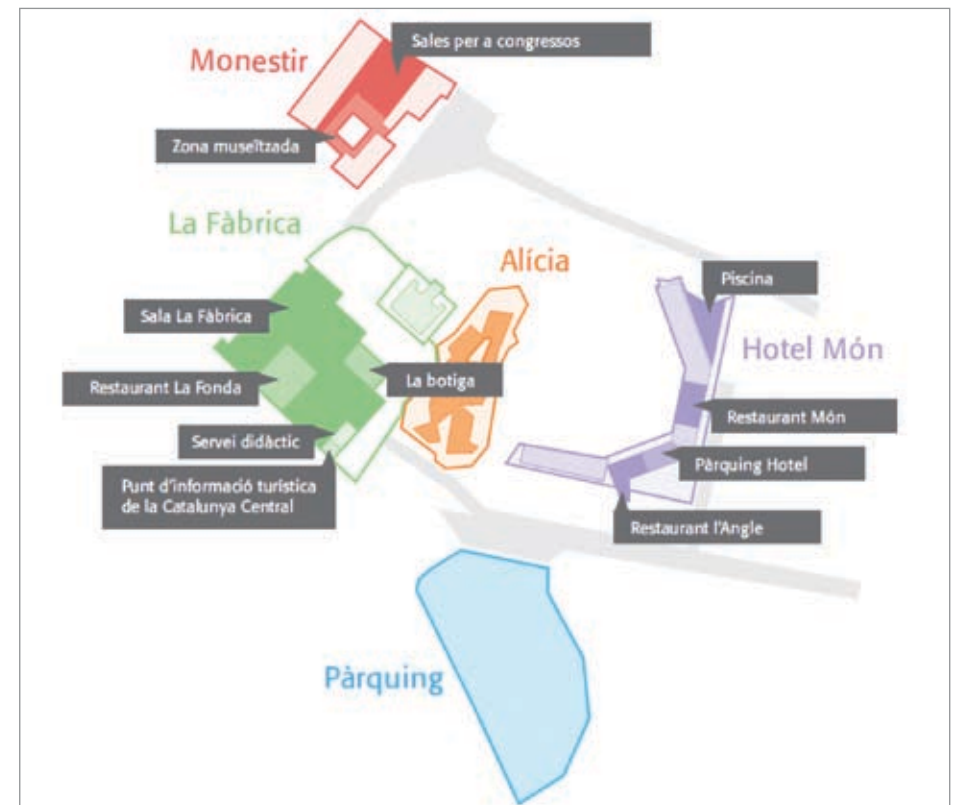 Sales per a congressos
Monestir
Zona museïtzada
La Fàbrica
Alícia
Piscina
Sala La Fàbrica
Hotel Món
Restaurant La Fonda
La botiga
Restaurant Món
Servei didàctic
Pàrquing Hotel
Punt d'informació turística
de la Catalunya Central
Restaurant l'Angle
Pàrquing